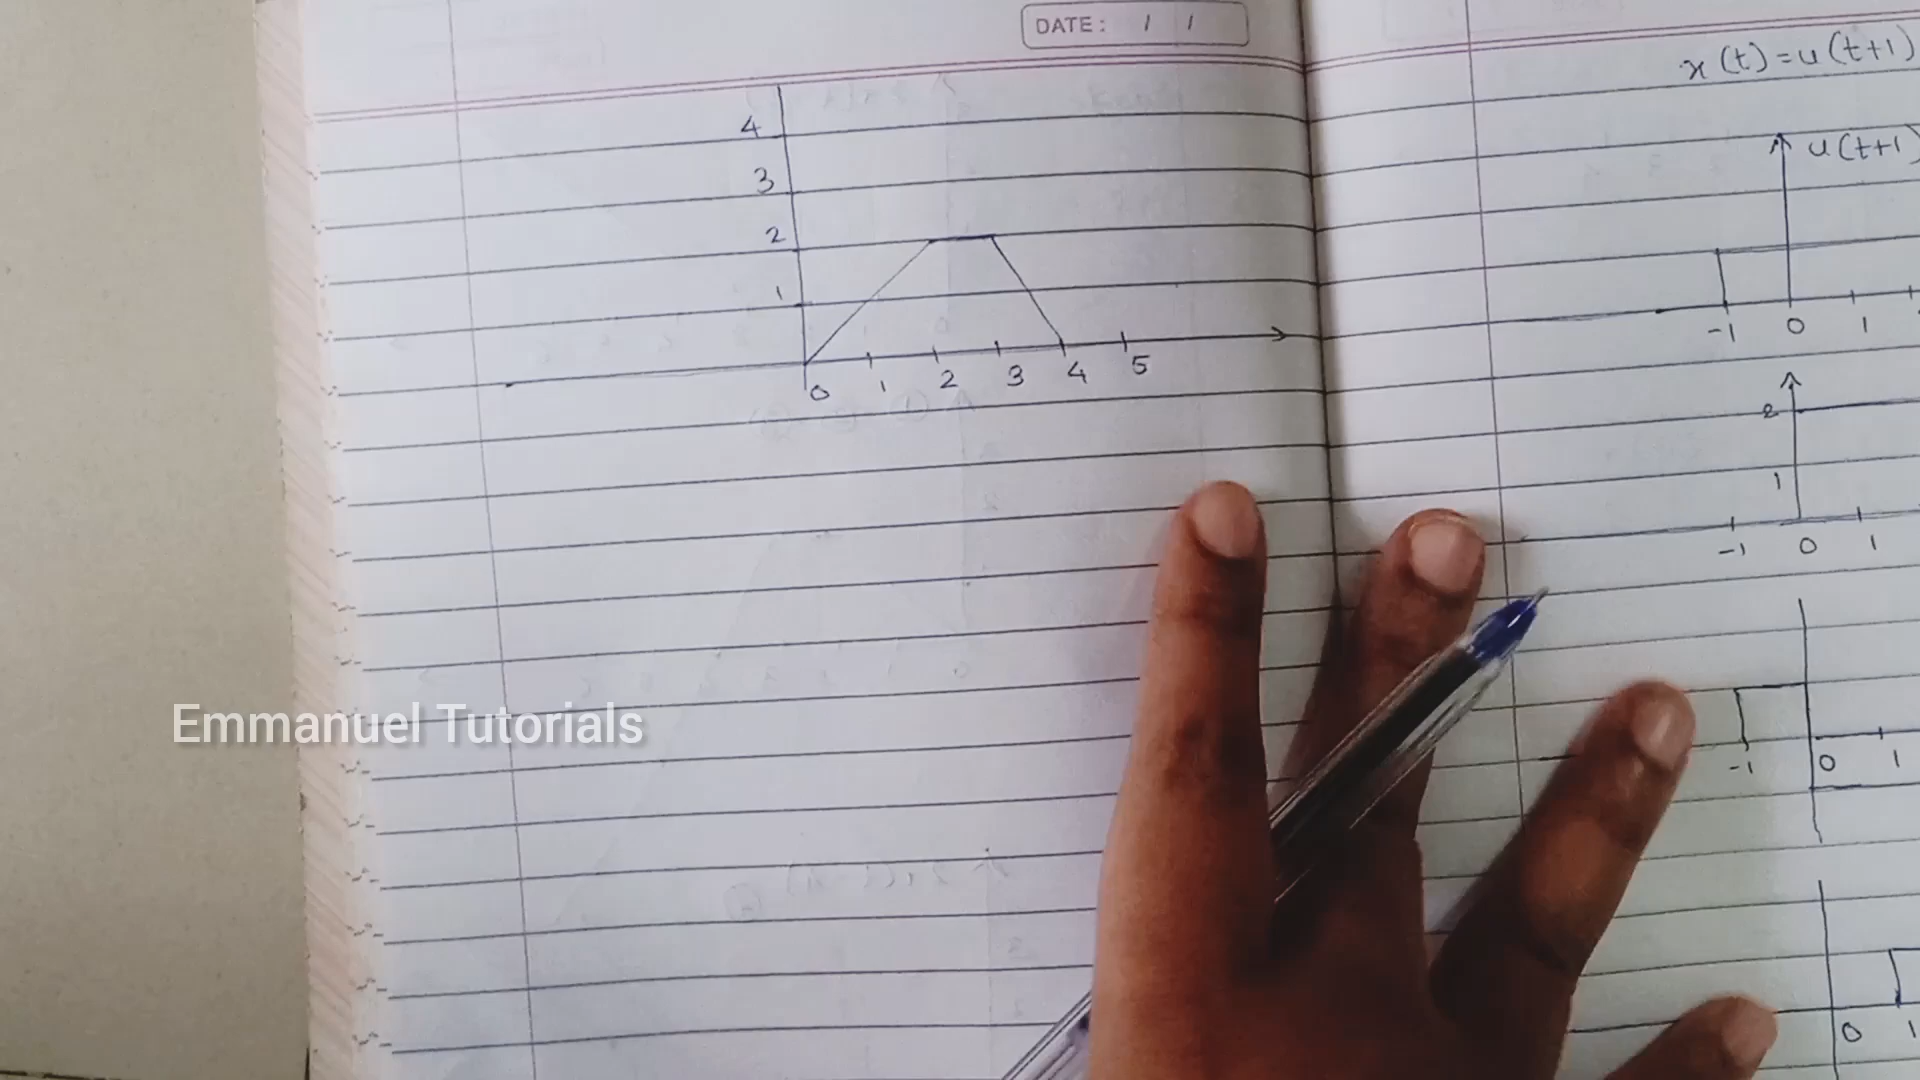 DATE: / /
4
3
2
1
0 1 2 3 4 5
x(t)=u(t+1)
u(t+1)
-1 0 1
2
1
-1 0 1
-1 0 1
0 1
Emmanuel Tutorials